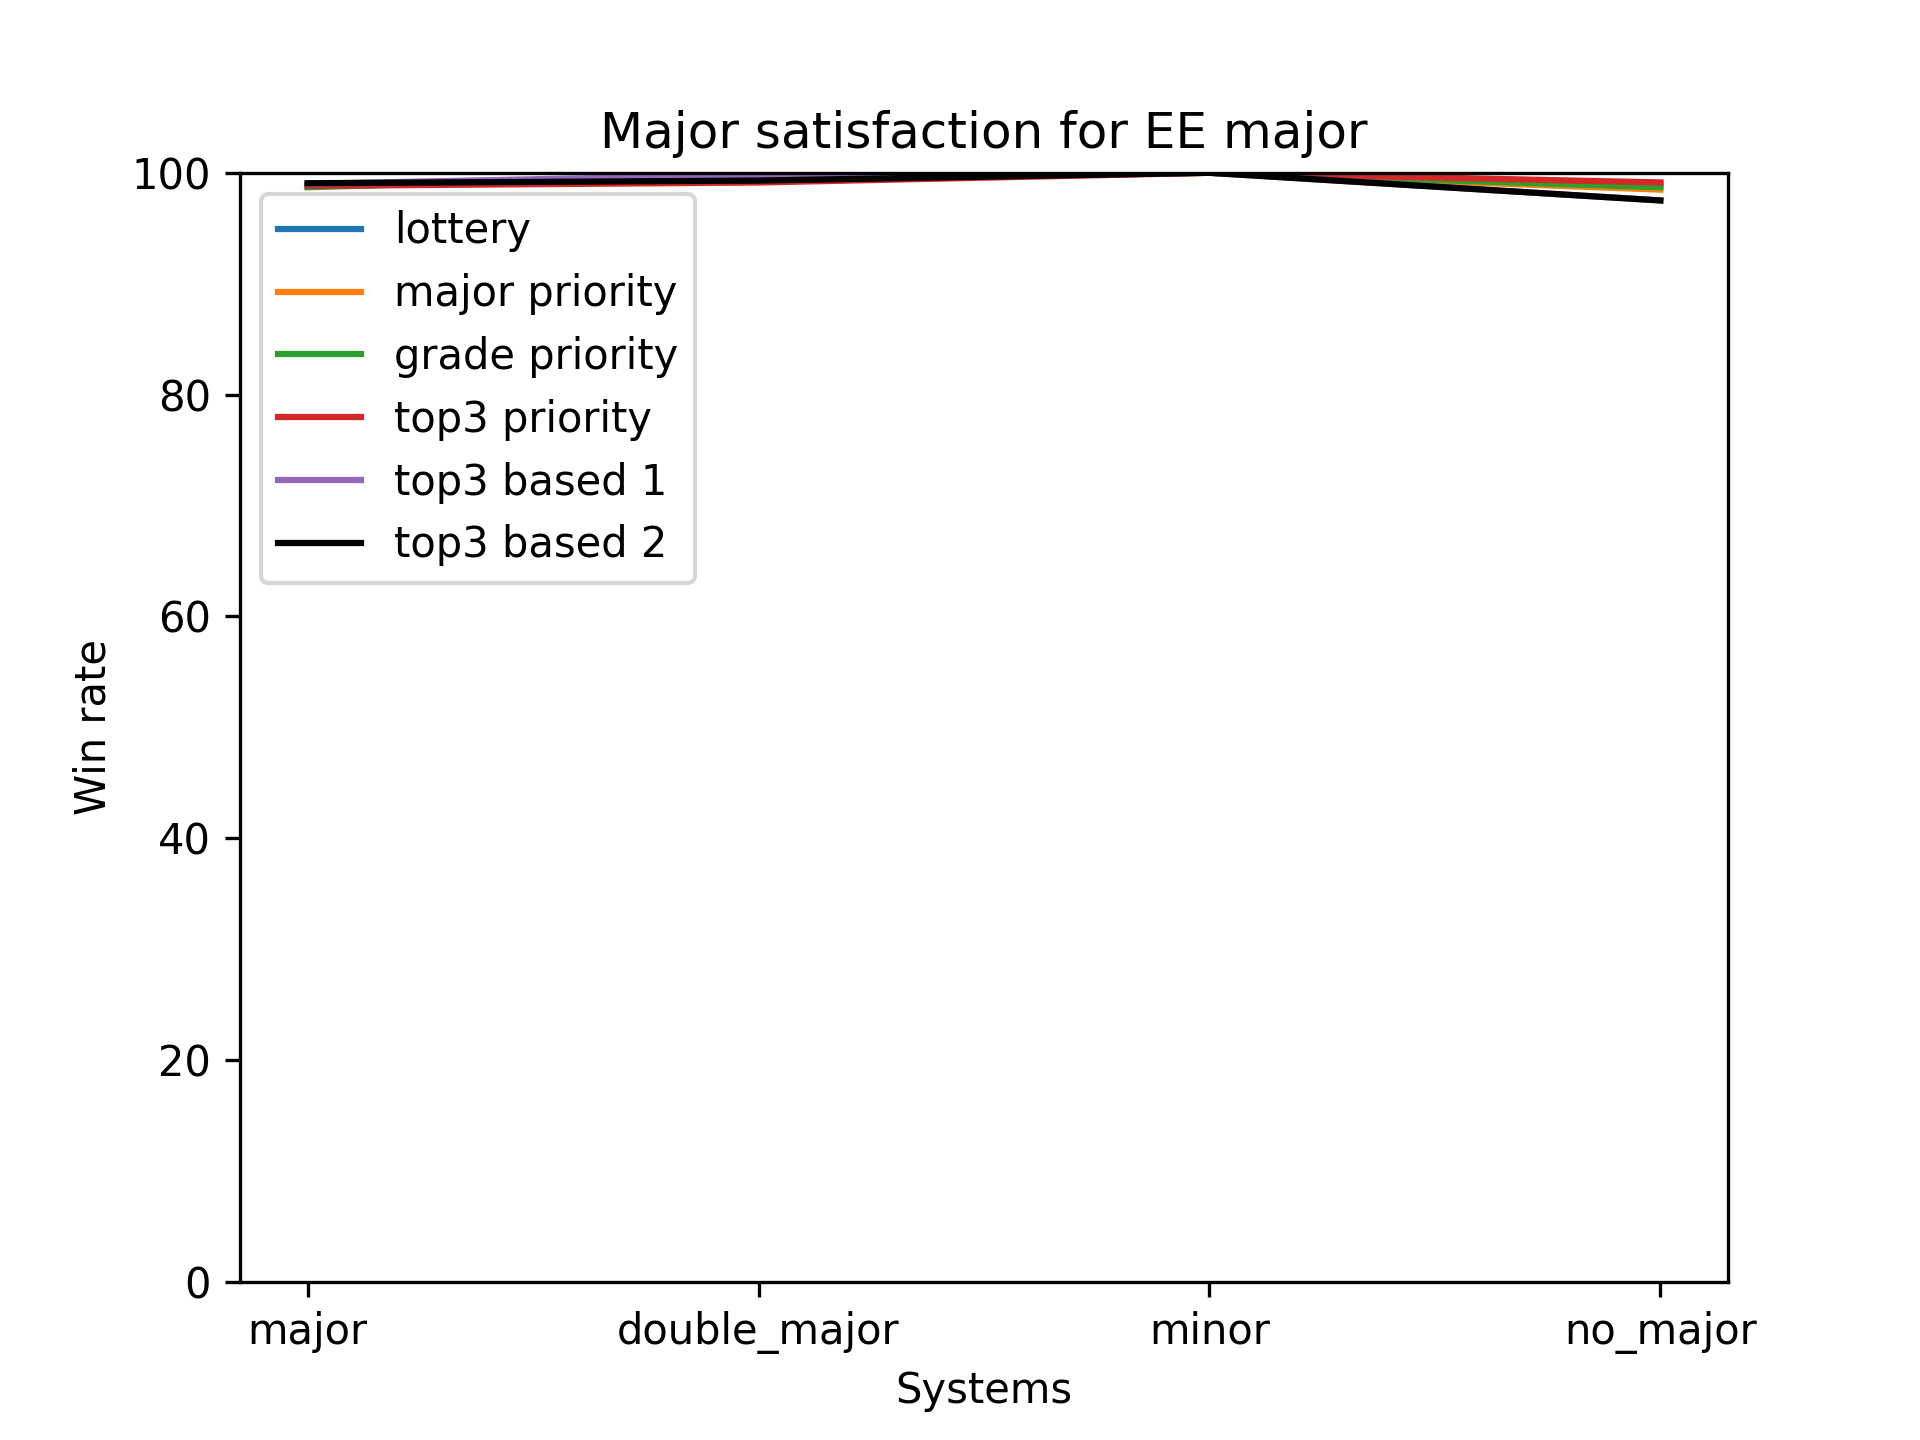 Major satisfaction for EE major
100
80
60
40
20
0
Win rate
lottery
major priority
grade priority
top3 priority
top3 based 1
top3 based 2
major double_major minor no_major
Systems